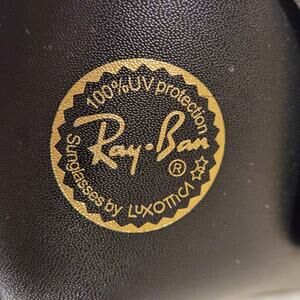 100% UV protection
Ray-Ban
®
Sunglasses by LUXOTTICA